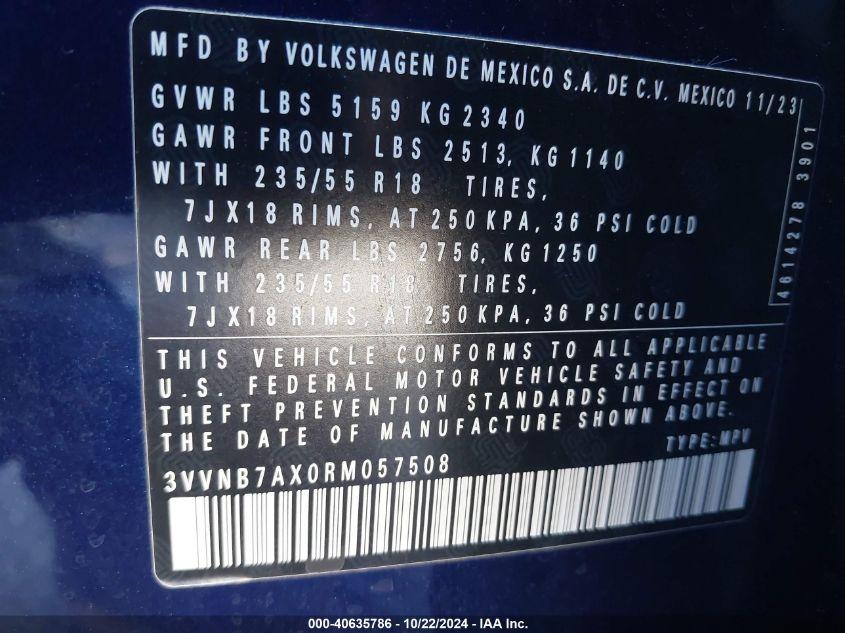 MFD BY VOLKSWAGEN DE MEXICO S.A. DE C.V. MEXICO 11/23
GVWR LBS 5159 KG 2340
GAWR FRONT LBS 2513, KG 1140
WITH 235/55 R18 TIRES,
7JX18 RIMS, AT 250 KPA, 36 PSI COLD
GAWR REAR LBS 2756, KG 1250
WITH 235/55 R18 TIRES,
7JX18 RIMS, AT 250 KPA, 36 PSI COLD
4614278 3901
THIS VEHICLE CONFORMS TO ALL APPLICABLE
U.S. FEDERAL MOTOR VEHICLE SAFETY AND
THEFT PREVENTION STANDARDS IN EFFECT ON
THE DATE OF MANUFACTURE SHOWN ABOVE.
TYPE: MPV
3VVNB7AX0RM057508
000-40635786 - 10/22/2024 - IAA Inc.